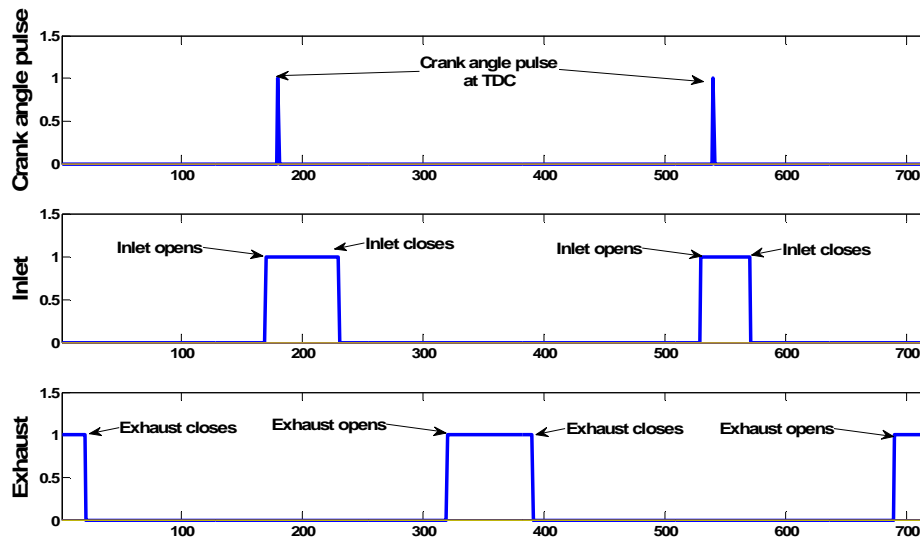 Crank angle pulse
1.5
1
0.5
0
Crank angle pulse
at TDC
100 200 300 400 500 600 700
Inlet
1.5
1
0.5
0
Inlet opens
Inlet closes
Inlet opens
Inlet closes
100 200 300 400 500 600 700
Exhaust
1.5
1
0.5
0
Exhaust closes
Exhaust opens
Exhaust closes
Exhaust opens
100 200 300 400 500 600 700